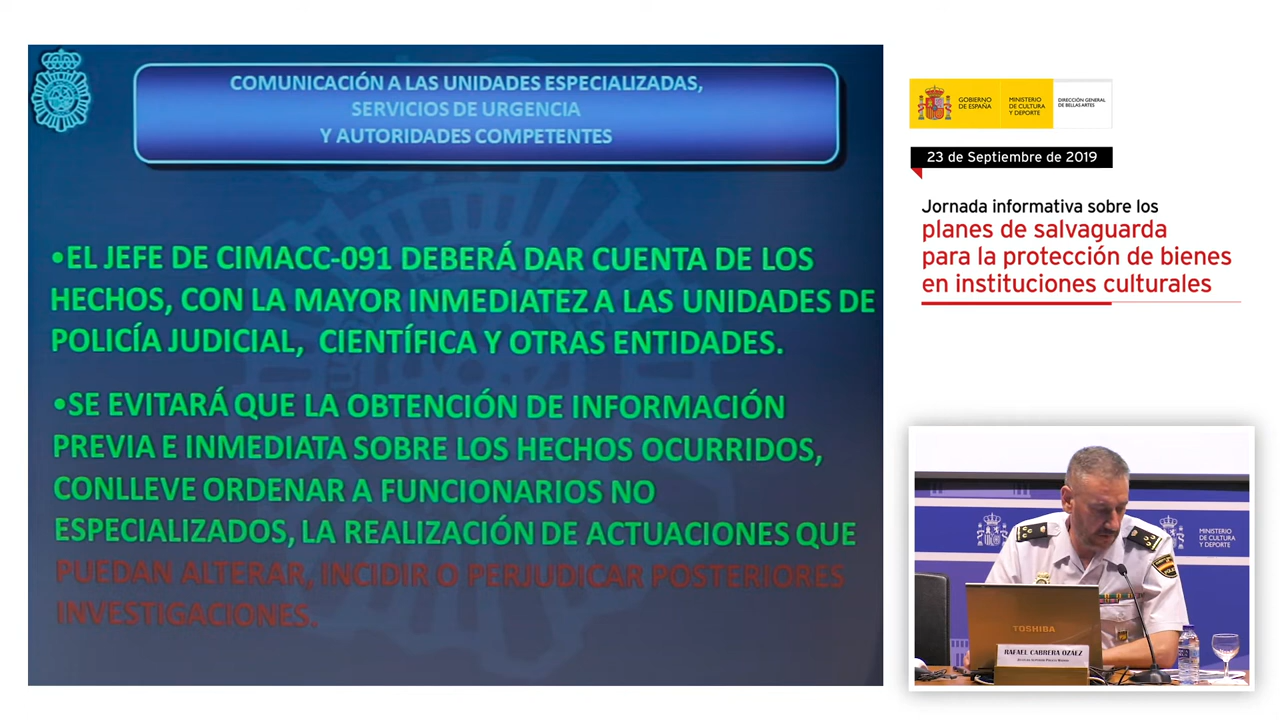 COMUNICACIÓN A LAS UNIDADES ESPECIALIZADAS,
SERVICIOS DE URGENCIA
Y AUTORIDADES COMPETENTES
•EL JEFE DE CIMACC-091 DEBERÁ DAR CUENTA DE LOS
HECHOS, CON LA MAYOR INMEDIATEZ A LAS UNIDADES DE
POLICÍA JUDICIAL, CIENTÍFICA Y OTRAS ENTIDADES.
•SE EVITARÁ QUE LA OBTENCIÓN DE INFORMACIÓN
PREVIA E INMEDIATA SOBRE LOS HECHOS OCURRIDOS,
CONLLEVE ORDENAR A FUNCIONARIOS NO
ESPECIALIZADOS, LA REALIZACIÓN DE ACTUACIONES QUE
PUEDAN ALTERAR, INCIDIR O PERJUDICAR POSTERIORES
INVESTIGACIONES.
GOBIERNO
DE ESPAÑA
MINISTERIO
DE CULTURA
Y DEPORTE
DIRECCIÓN GENERAL
DE BELLAS ARTES
23 de Septiembre de 2019
Jornada informativa sobre los
planes de salvaguarda
para la protección de bienes
en instituciones culturales
MINISTERIO
DE CULTURA
Y DEPORTE
TOSHIBA
RAFAEL CABRERA OZAEZ